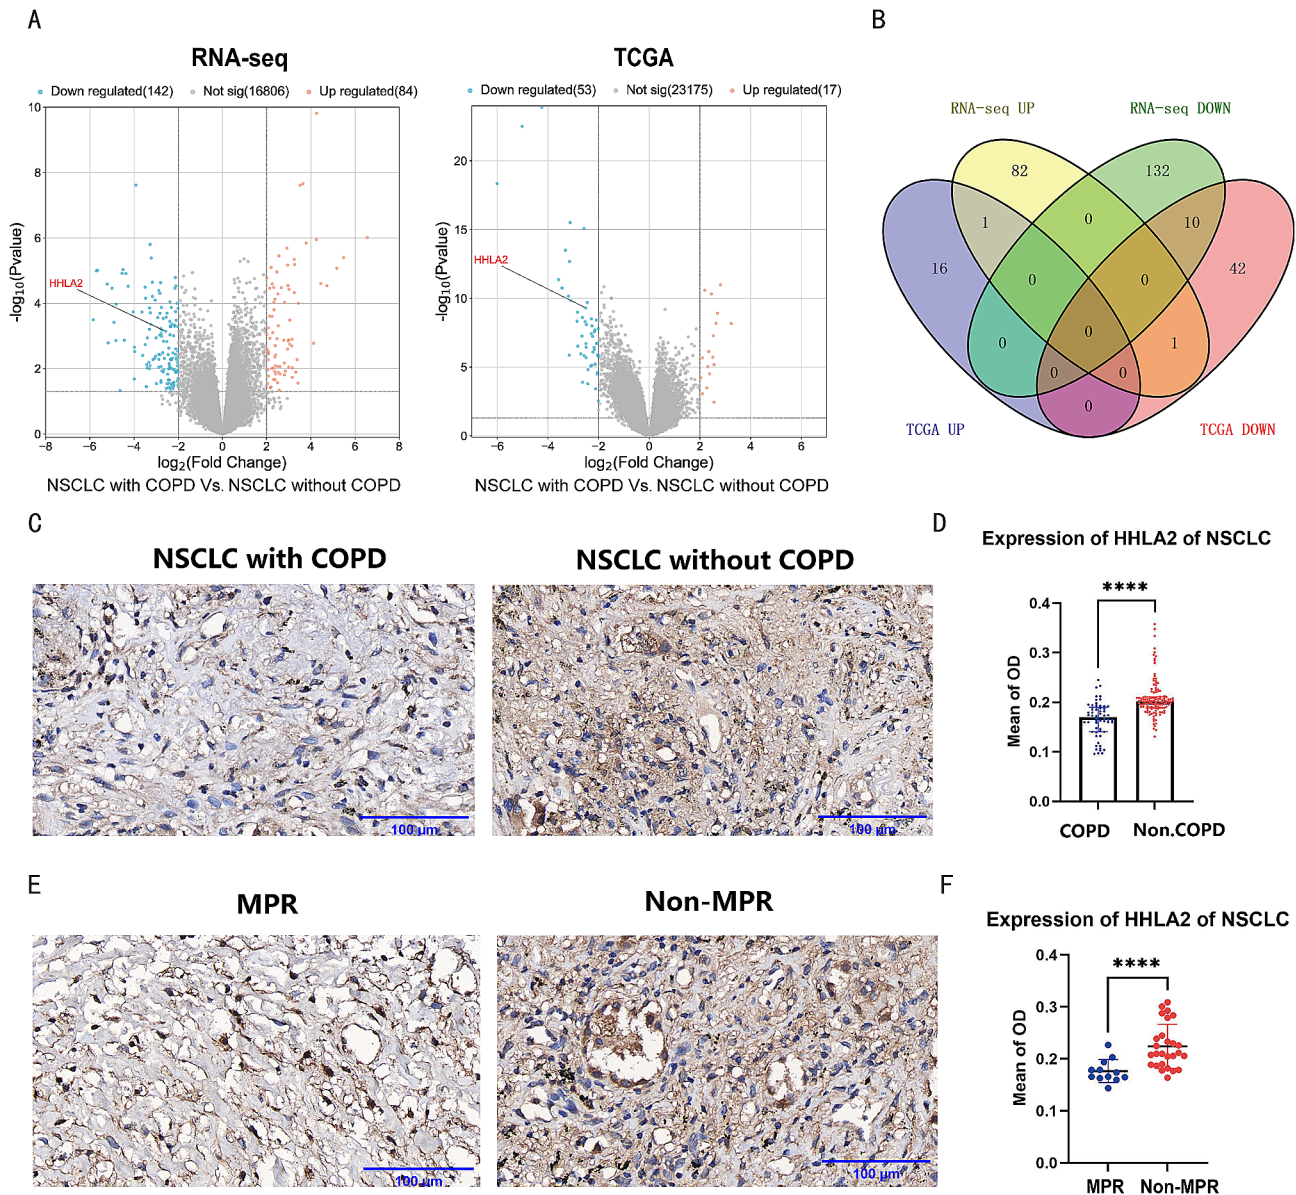 A
RNA-seq
Down regulated(142) Not sig(16806) Up regulated(84)
10
8
6
4
2
0
-log10(Pvalue)
HHLA2
−8 −6 −4 −2 0 2 4 6 8
log2(Fold Change)
NSCLC with COPD Vs. NSCLC without COPD
TCGA
Down regulated(53) Not sig(23175) Up regulated(17)
20
15
10
5
0
-log10(Pvalue)
HHLA2
−6 −4 −2 0 2 4 6
log2(Fold Change)
NSCLC with COPD Vs. NSCLC without COPD
B
RNA-seq UP RNA-seq DOWN
82 132
1 0 10
16 0 0 42
0 0 1
0 0
0
TCGA UP TCGA DOWN
C
NSCLC with COPD NSCLC without COPD
100 μm 100 μm
D
Expression of HHLA2 of NSCLC
****
0.4
0.3
0.2
0.1
0.0
Mean of OD
COPD Non.COPD
E
MPR Non-MPR
100 μm 100 μm
F
Expression of HHLA2 of NSCLC
****
0.4
0.3
0.2
0.1
0.0
Mean of OD
MPR Non-MPR